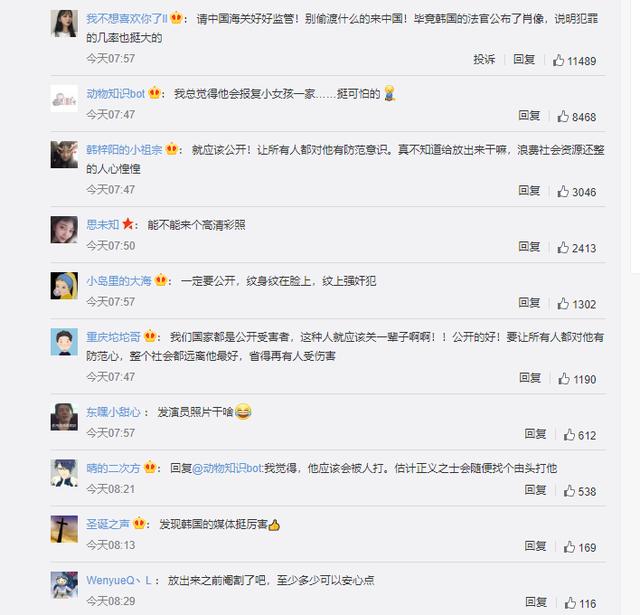 我不想喜欢你了ll：请中国海关好好监管！别偷渡什么的来中国！毕竟韩国的法官公布了肖像，说明犯罪
的几率也挺大的
今天07:57
投诉 回复 11489
动物知识bot：我总觉得他会报复小女孩一家……挺可怕的
今天07:47
回复 8468
韩梓阳的小祖宗：就应该公开！让所有人都对他有防范意识。真不知道给放出来干嘛，浪费社会资源还整
的人心惶惶
今天07:47
回复 3046
思未知：能不能来个高清彩照
今天07:50
回复 2413
小岛里的大海：一定要公开，纹身纹在脸上，纹上强奸犯
今天07:57
回复 1302
重庆坨坨哥：我们国家都是公开受害者，这种人就应该关一辈子啊啊！！公开的好！要让所有人都对他有
防范心，整个社会都远离他最好，省得再有人受伤害
今天07:47
回复 1190
东嘿小甜心：发演员照片干啥
今天07:57
回复 612
晴的二次方：回复@动物知识bot:我觉得，他应该会被人打。估计正义之士会随便找个由头打他
今天08:21
回复 538
圣诞之声：发现韩国的媒体挺厉害
今天08:13
回复 169
WenyueQ丶L：放出来之前阉割了吧，至少多少可以安心点
今天08:29
回复 116